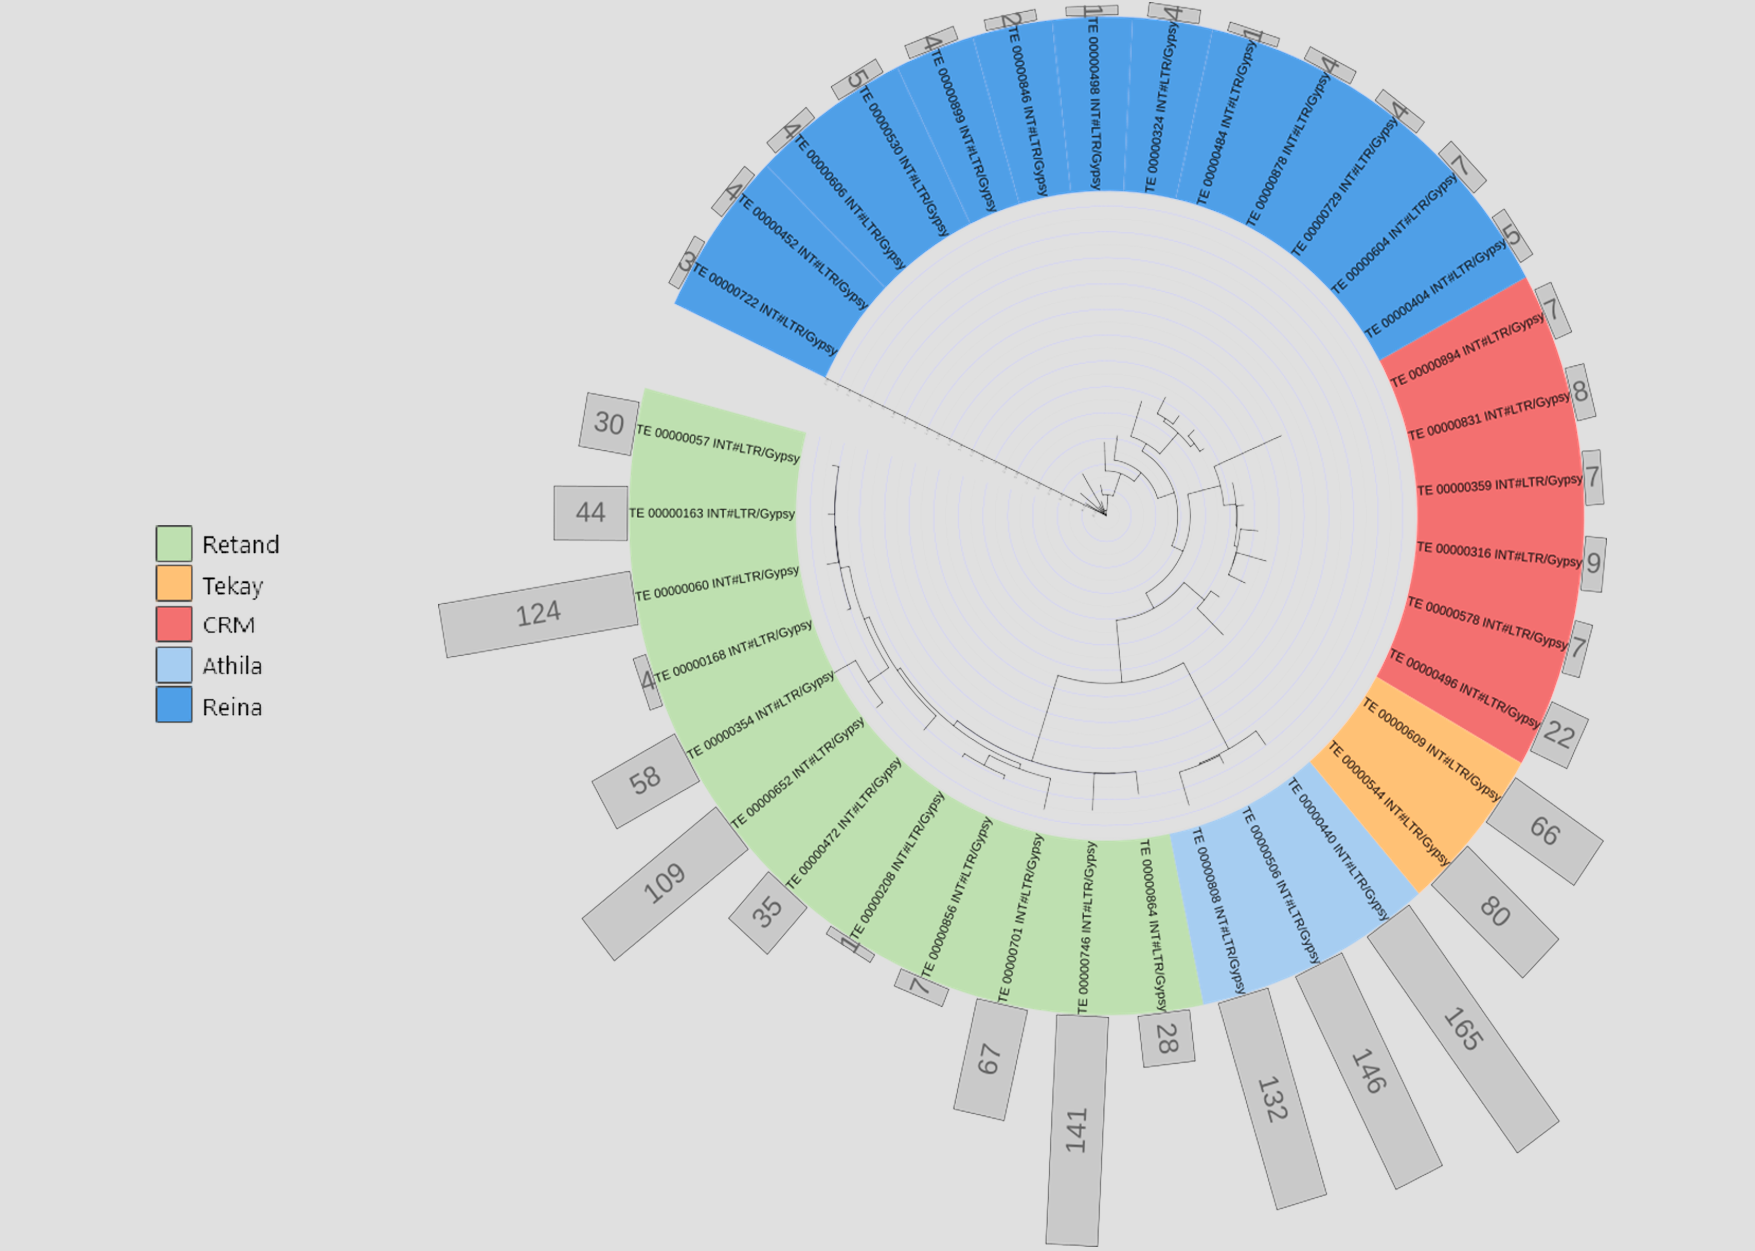 Retand
Tekay
CRM
Athila
Reina
3
TE 00000722 INT#LTR/Gypsy
4
TE 00000452 INT#LTR/Gypsy
4
TE 00000606 INT#LTR/Gypsy
5
TE 00000530 INT#LTR/Gypsy
4
TE 00000899 INT#LTR/Gypsy
2
TE 00000846 INT#LTR/Gypsy
1
TE 00000498 INT#LTR/Gypsy
4
TE 00000324 INT#LTR/Gypsy
1
TE 00000484 INT#LTR/Gypsy
4
TE 00000878 INT#LTR/Gypsy
4
TE 00000729 INT#LTR/Gypsy
7
TE 00000604 INT#LTR/Gypsy
5
TE 00000404 INT#LTR/Gypsy
7
TE 00000894 INT#LTR/Gypsy
8
TE 00000831 INT#LTR/Gypsy
7
TE 00000359 INT#LTR/Gypsy
9
TE 00000316 INT#LTR/Gypsy
7
TE 00000578 INT#LTR/Gypsy
22
TE 00000496 INT#LTR/Gypsy
66
TE 00000609 INT#LTR/Gypsy
80
TE 00000544 INT#LTR/Gypsy
165
TE 00000440 INT#LTR/Gypsy
146
TE 00000506 INT#LTR/Gypsy
132
TE 00000808 INT#LTR/Gypsy
28
TE 00000864 INT#LTR/Gypsy
141
TE 00000746 INT#LTR/Gypsy
67
TE 00000701 INT#LTR/Gypsy
7
TE 00000856 INT#LTR/Gypsy
1
TE 00000208 INT#LTR/Gypsy
35
TE 00000472 INT#LTR/Gypsy
109
TE 00000652 INT#LTR/Gypsy
58
TE 00000354 INT#LTR/Gypsy
4
TE 00000168 INT#LTR/Gypsy
124
TE 00000060 INT#LTR/Gypsy
44
TE 00000163 INT#LTR/Gypsy
30
TE 00000057 INT#LTR/Gypsy